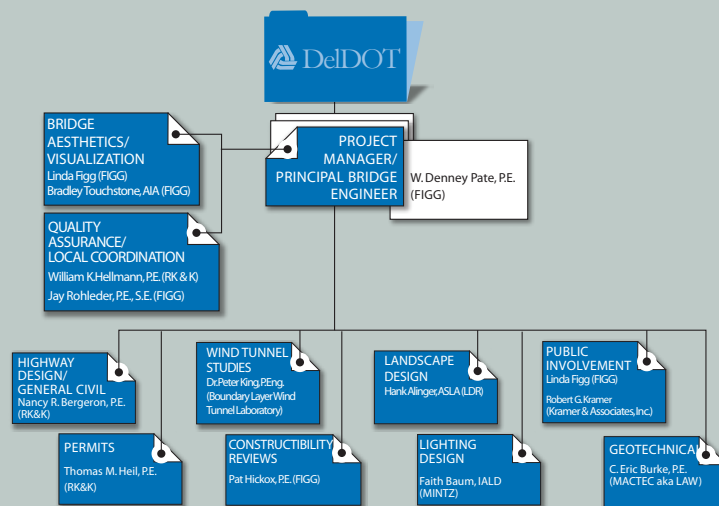 DelDOT
BRIDGE
AESTHETICS/
VISUALIZATION
Linda Figg (FIGG)
Bradley Touchstone, AIA (FIGG)
PROJECT
MANAGER/
PRINCIPAL BRIDGE
ENGINEER
W. Denney Pate, P.E.
(FIGG)
QUALITY
ASSURANCE/
LOCAL COORDINATION
William K.Hellmann, P.E. (RK & K)
Jay Rohleder, P.E., S.E. (FIGG)
HIGHWAY
DESIGN/
GENERAL CIVIL
Nancy R. Bergeron, P.E.
(RK&K)
WIND TUNNEL
STUDIES
Dr.Peter King,P.Eng.
(Boundary Layer Wind
Tunnel Laboratory)
LANDSCAPE
DESIGN
Hank Alinger, ASLA (LDR)
PUBLIC
INVOLVEMENT
Linda Figg (FIGG)
Robert G.Kramer
(Kramer & Associates, Inc.)
PERMITS
Thomas M. Heil, P.E.
(RK&K)
CONSTRUCTIBILITY
REVIEWS
Pat Hickox, P.E. (FIGG)
LIGHTING
DESIGN
Faith Baum, IALD
(MINTZ)
GEOTECHNICAL
C. Eric Burke, P.E.
(MACTEC aka LAW)